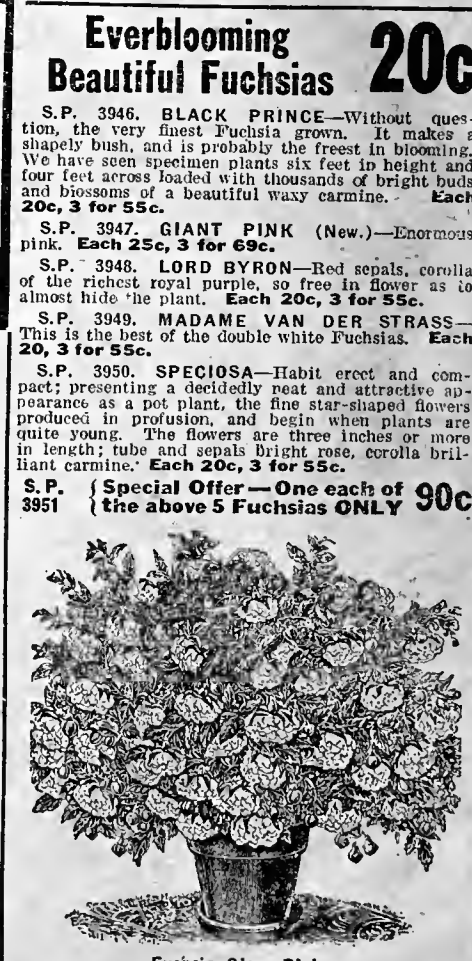 Everblooming
Beautiful Fuchsias 20c
S.P. 3946. BLACK PRINCE—Without ques-
tion, the very finest Fuchsia grown. It makes a
shapely bush, and is probably the freest in blooming.
We have seen specimen plants six feet in height and
four feet across loaded with thousands of bright buds
and blossoms of a beautiful waxy carmine. Each
20c, 3 for 55c.
S.P. 3947. GIANT PINK (New.)—Enormous
pink. Each 25c, 3 for 69c.
S.P. 3948. LORD BYRON—Red sepals, corolla
of the richest royal purple, so free in flower as to
almost hide the plant. Each 20c, 3 for 55c.
S.P. 3949. MADAME VAN DER STRASS—
This is the best of the double white Fuchsias. Each
20, 3 for 55c.
S.P. 3950. SPECIOSA—Habit erect and com-
pact; presenting a decidedly neat and attractive ap-
pearance as a pot plant, the fine star-shaped flowers
produced in profusion, and begin when plants are
quite young. The flowers are three inches or more
in length; tube and sepals bright rose, corolla bril-
liant carmine. Each 20c, 3 for 55c.
S.P. { Special Offer—One each of 90c
3951 { the above 5 Fuchsias ONLY